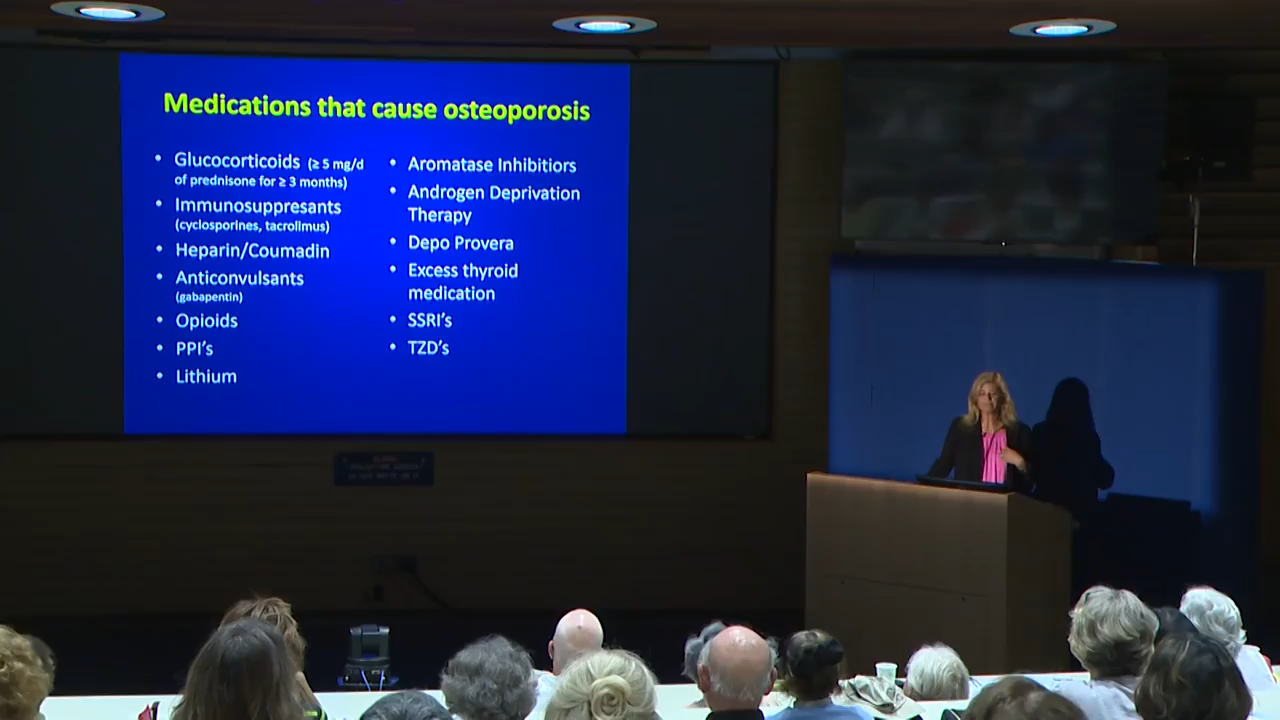 Medications that cause osteoporosis
• Glucocorticoids (≥ 5 mg/d
of prednisone for ≥ 3 months)
• Immunosuppresants
(cyclosporines, tacrolimus)
• Heparin/Coumadin
• Anticonvulsants
(gabapentin)
• Opioids
• PPI's
• Lithium
• Aromatase Inhibitiors
• Androgen Deprivation
Therapy
• Depo Provera
• Excess thyroid
medication
• SSRI's
• TZD's